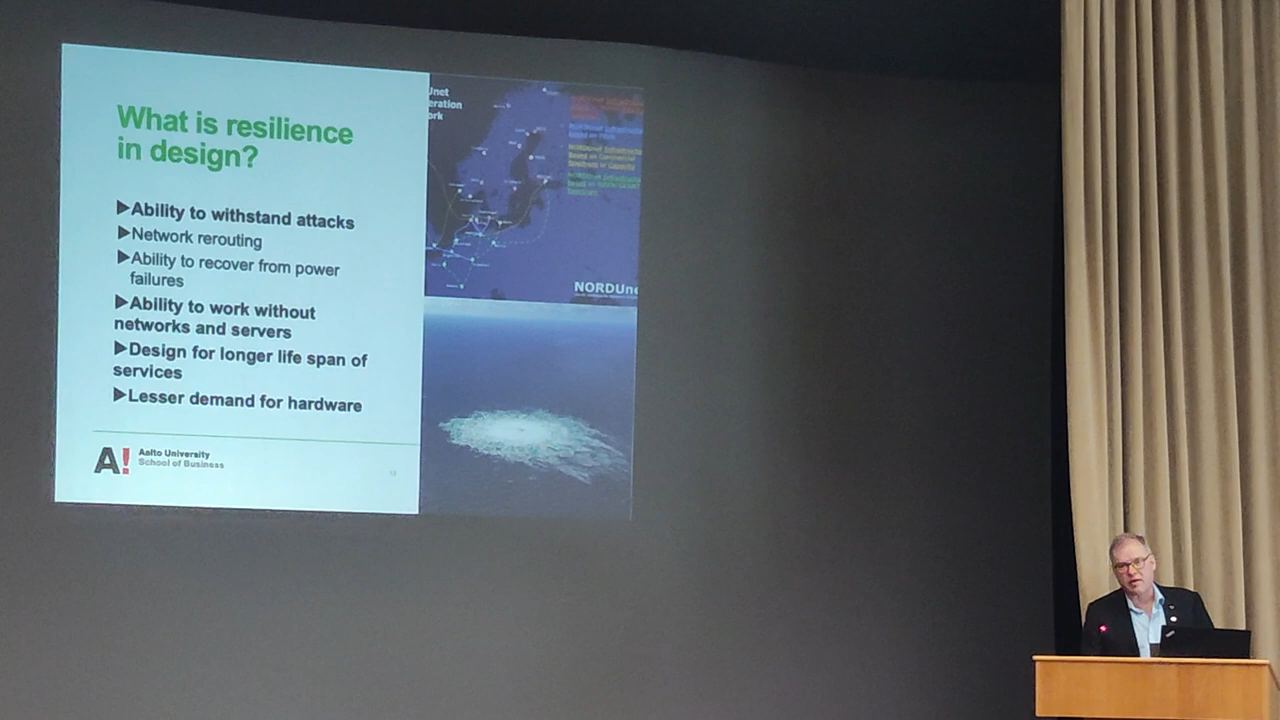 What is resilience
in design?
▶Ability to withstand attacks
▶Network rerouting
▶Ability to recover from power
failures
▶Ability to work without
networks and servers
▶Design for longer life span of
services
▶Lesser demand for hardware
A! Aalto University
School of Business
Unet
eration
ork
NORDUne